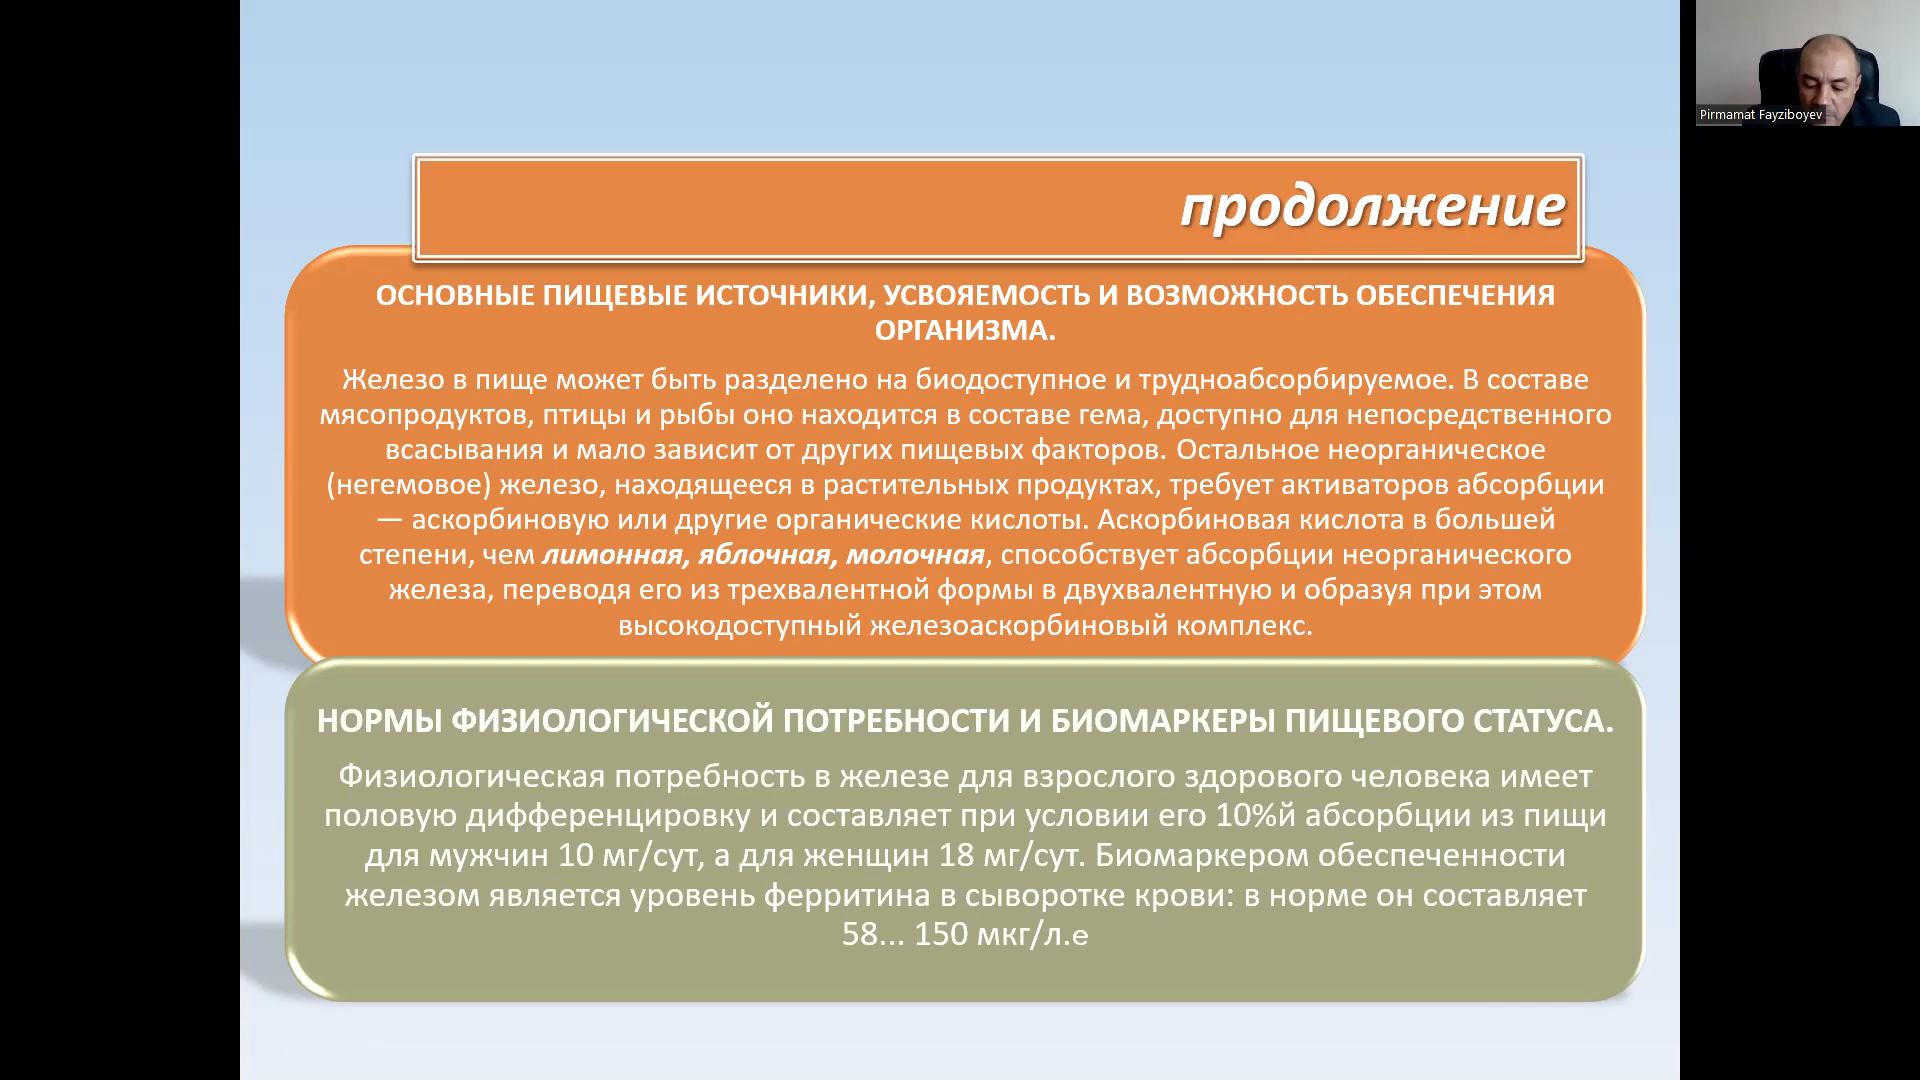 Pirmamat Fayziboyev
продолжение
ОСНОВНЫЕ ПИЩЕВЫЕ ИСТОЧНИКИ, УСВОЯЕМОСТЬ И ВОЗМОЖНОСТЬ ОБЕСПЕЧЕНИЯ
ОРГАНИЗМА.
Железо в пище может быть разделено на биодоступное и трудноабсорбируемое. В составе
мясопродуктов, птицы и рыбы оно находится в составе гема, доступно для непосредственного
всасывания и мало зависит от других пищевых факторов. Остальное неорганическое
(негемовое) железо, находящееся в растительных продуктах, требует активаторов абсорбции
— аскорбиновую или другие органические кислоты. Аскорбиновая кислота в большей
степени, чем лимонная, яблочная, молочная, способствует абсорбции неорганического
железа, переводя его из трехвалентной формы в двухвалентную и образуя при этом
высокодоступный железоаскорбиновый комплекс.
НОРМЫ ФИЗИОЛОГИЧЕСКОЙ ПОТРЕБНОСТИ И БИОМАРКЕРЫ ПИЩЕВОГО СТАТУСА.
Физиологическая потребность в железе для взрослого здорового человека имеет
половую дифференцировку и составляет при условии его 10%й абсорбции из пищи
для мужчин 10 мг/сут, а для женщин 18 мг/сут. Биомаркером обеспеченности
железом является уровень ферритина в сыворотке крови: в норме он составляет
58... 150 мкг/л.е